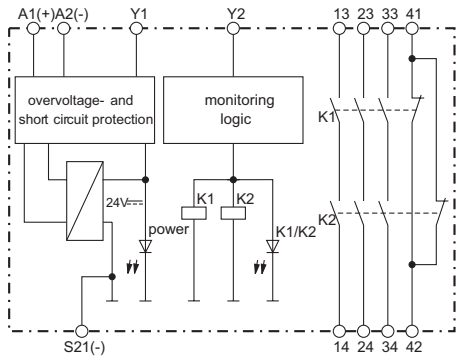 A1(+) A2(-) Y1 Y2 13 23 33 41
overvoltage- and
short circuit protection
monitoring
logic
K1
24V
K1 K2
K2
power
K1/K2
S21(-)
14 24 34 42